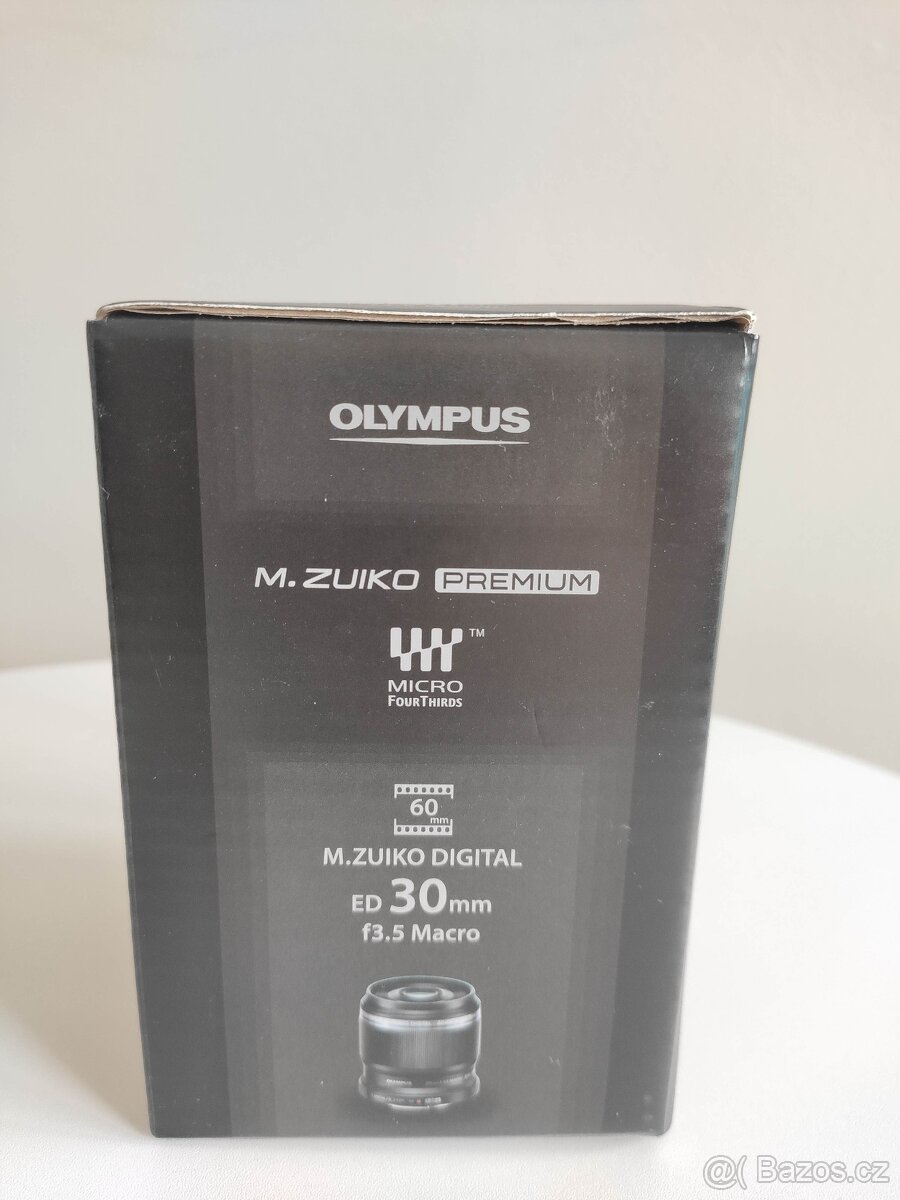 OLYMPUS
M.ZUIKO PREMIUM
TM
MICRO
FOURTHIRDS
60
mm
M.ZUIKO DIGITAL
ED 30mm
f3.5 Macro
OLYMPUS
@( Bazos.cz